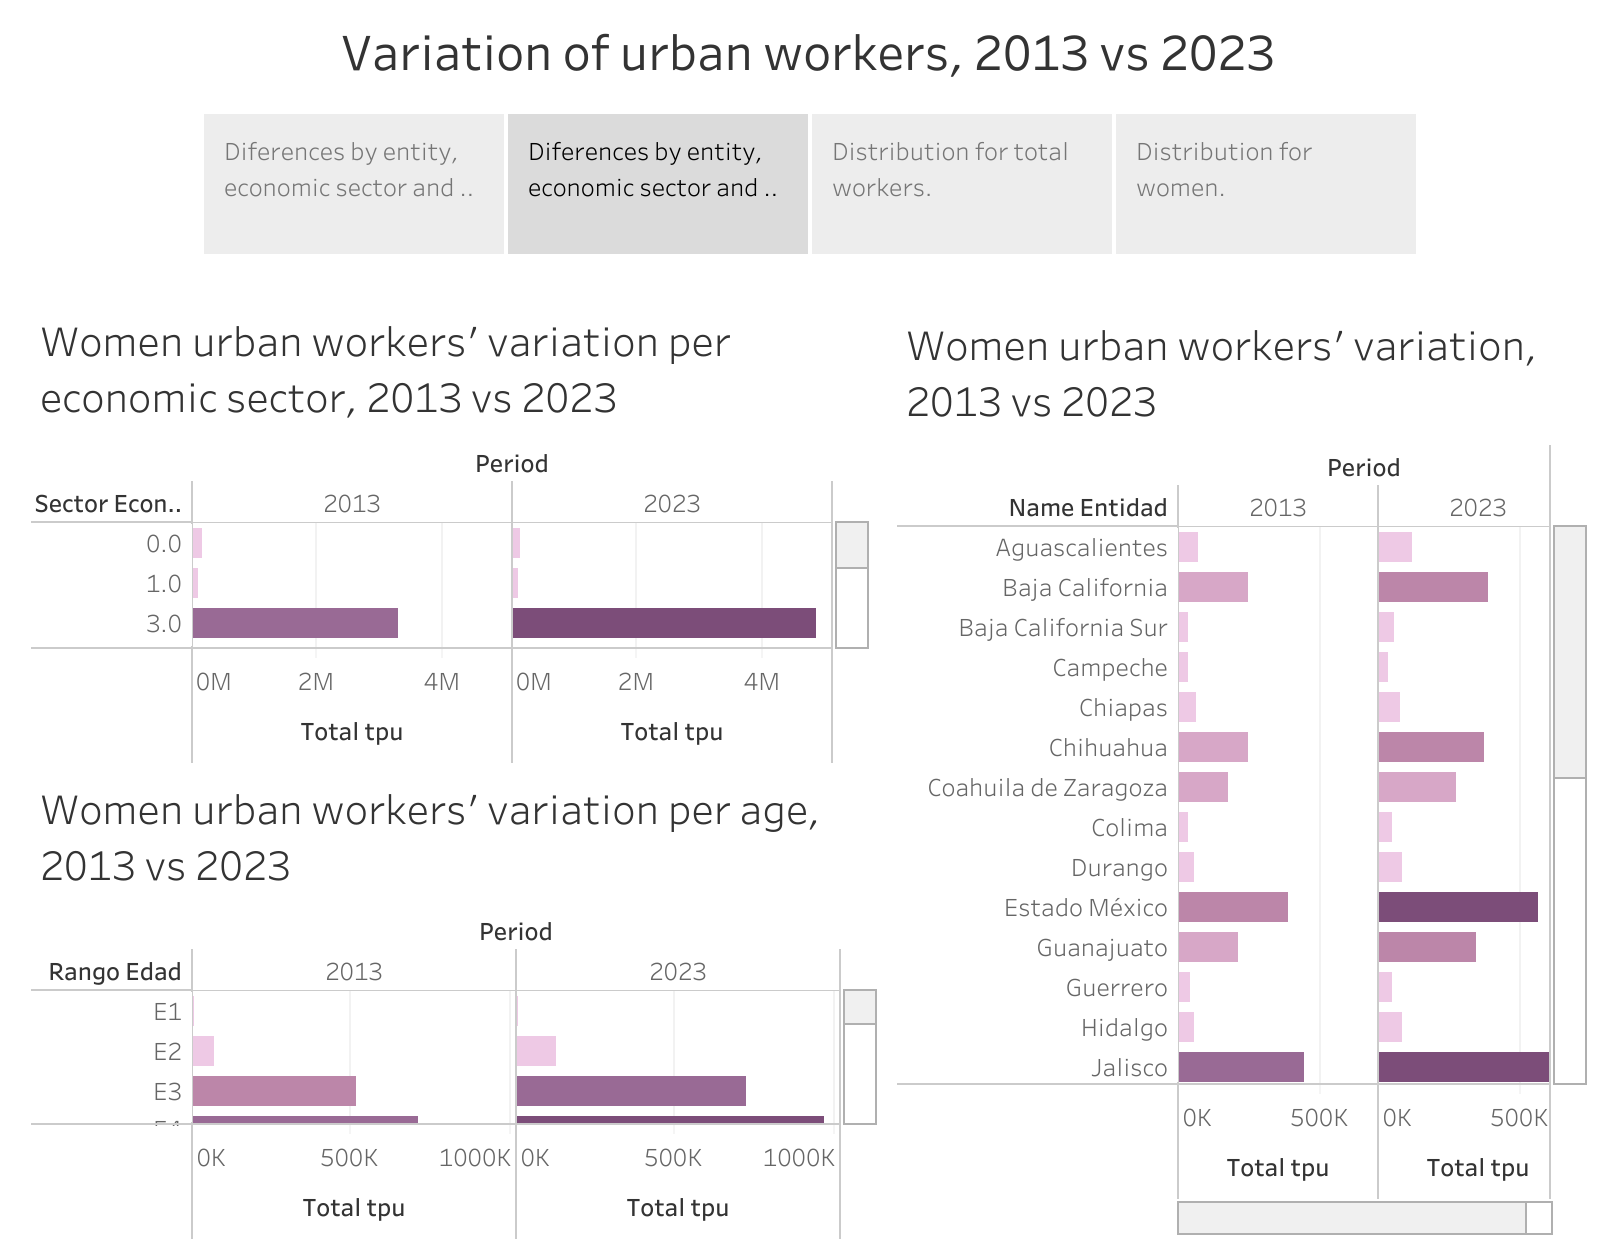 Variation of urban workers, 2013 vs 2023
Diferences by entity,
economic sector and ..
Diferences by entity,
economic sector and ..
Distribution for total
workers.
Distribution for
women.
Women urban workers’ variation per
economic sector, 2013 vs 2023
Period
Sector Econ.. 2013 2023
0.0
1.0
3.0
0M 2M 4M 0M 2M 4M
Total tpu Total tpu
Women urban workers’ variation per age,
2013 vs 2023
Period
Rango Edad 2013 2023
E1
E2
E3
0K 500K 1000K 0K 500K 1000K
Total tpu Total tpu
Women urban workers’ variation,
2013 vs 2023
Period
Name Entidad 2013 2023
Aguascalientes
Baja California
Baja California Sur
Campeche
Chiapas
Chihuahua
Coahuila de Zaragoza
Colima
Durango
Estado México
Guanajuato
Guerrero
Hidalgo
Jalisco
0K 500K 0K 500K
Total tpu Total tpu